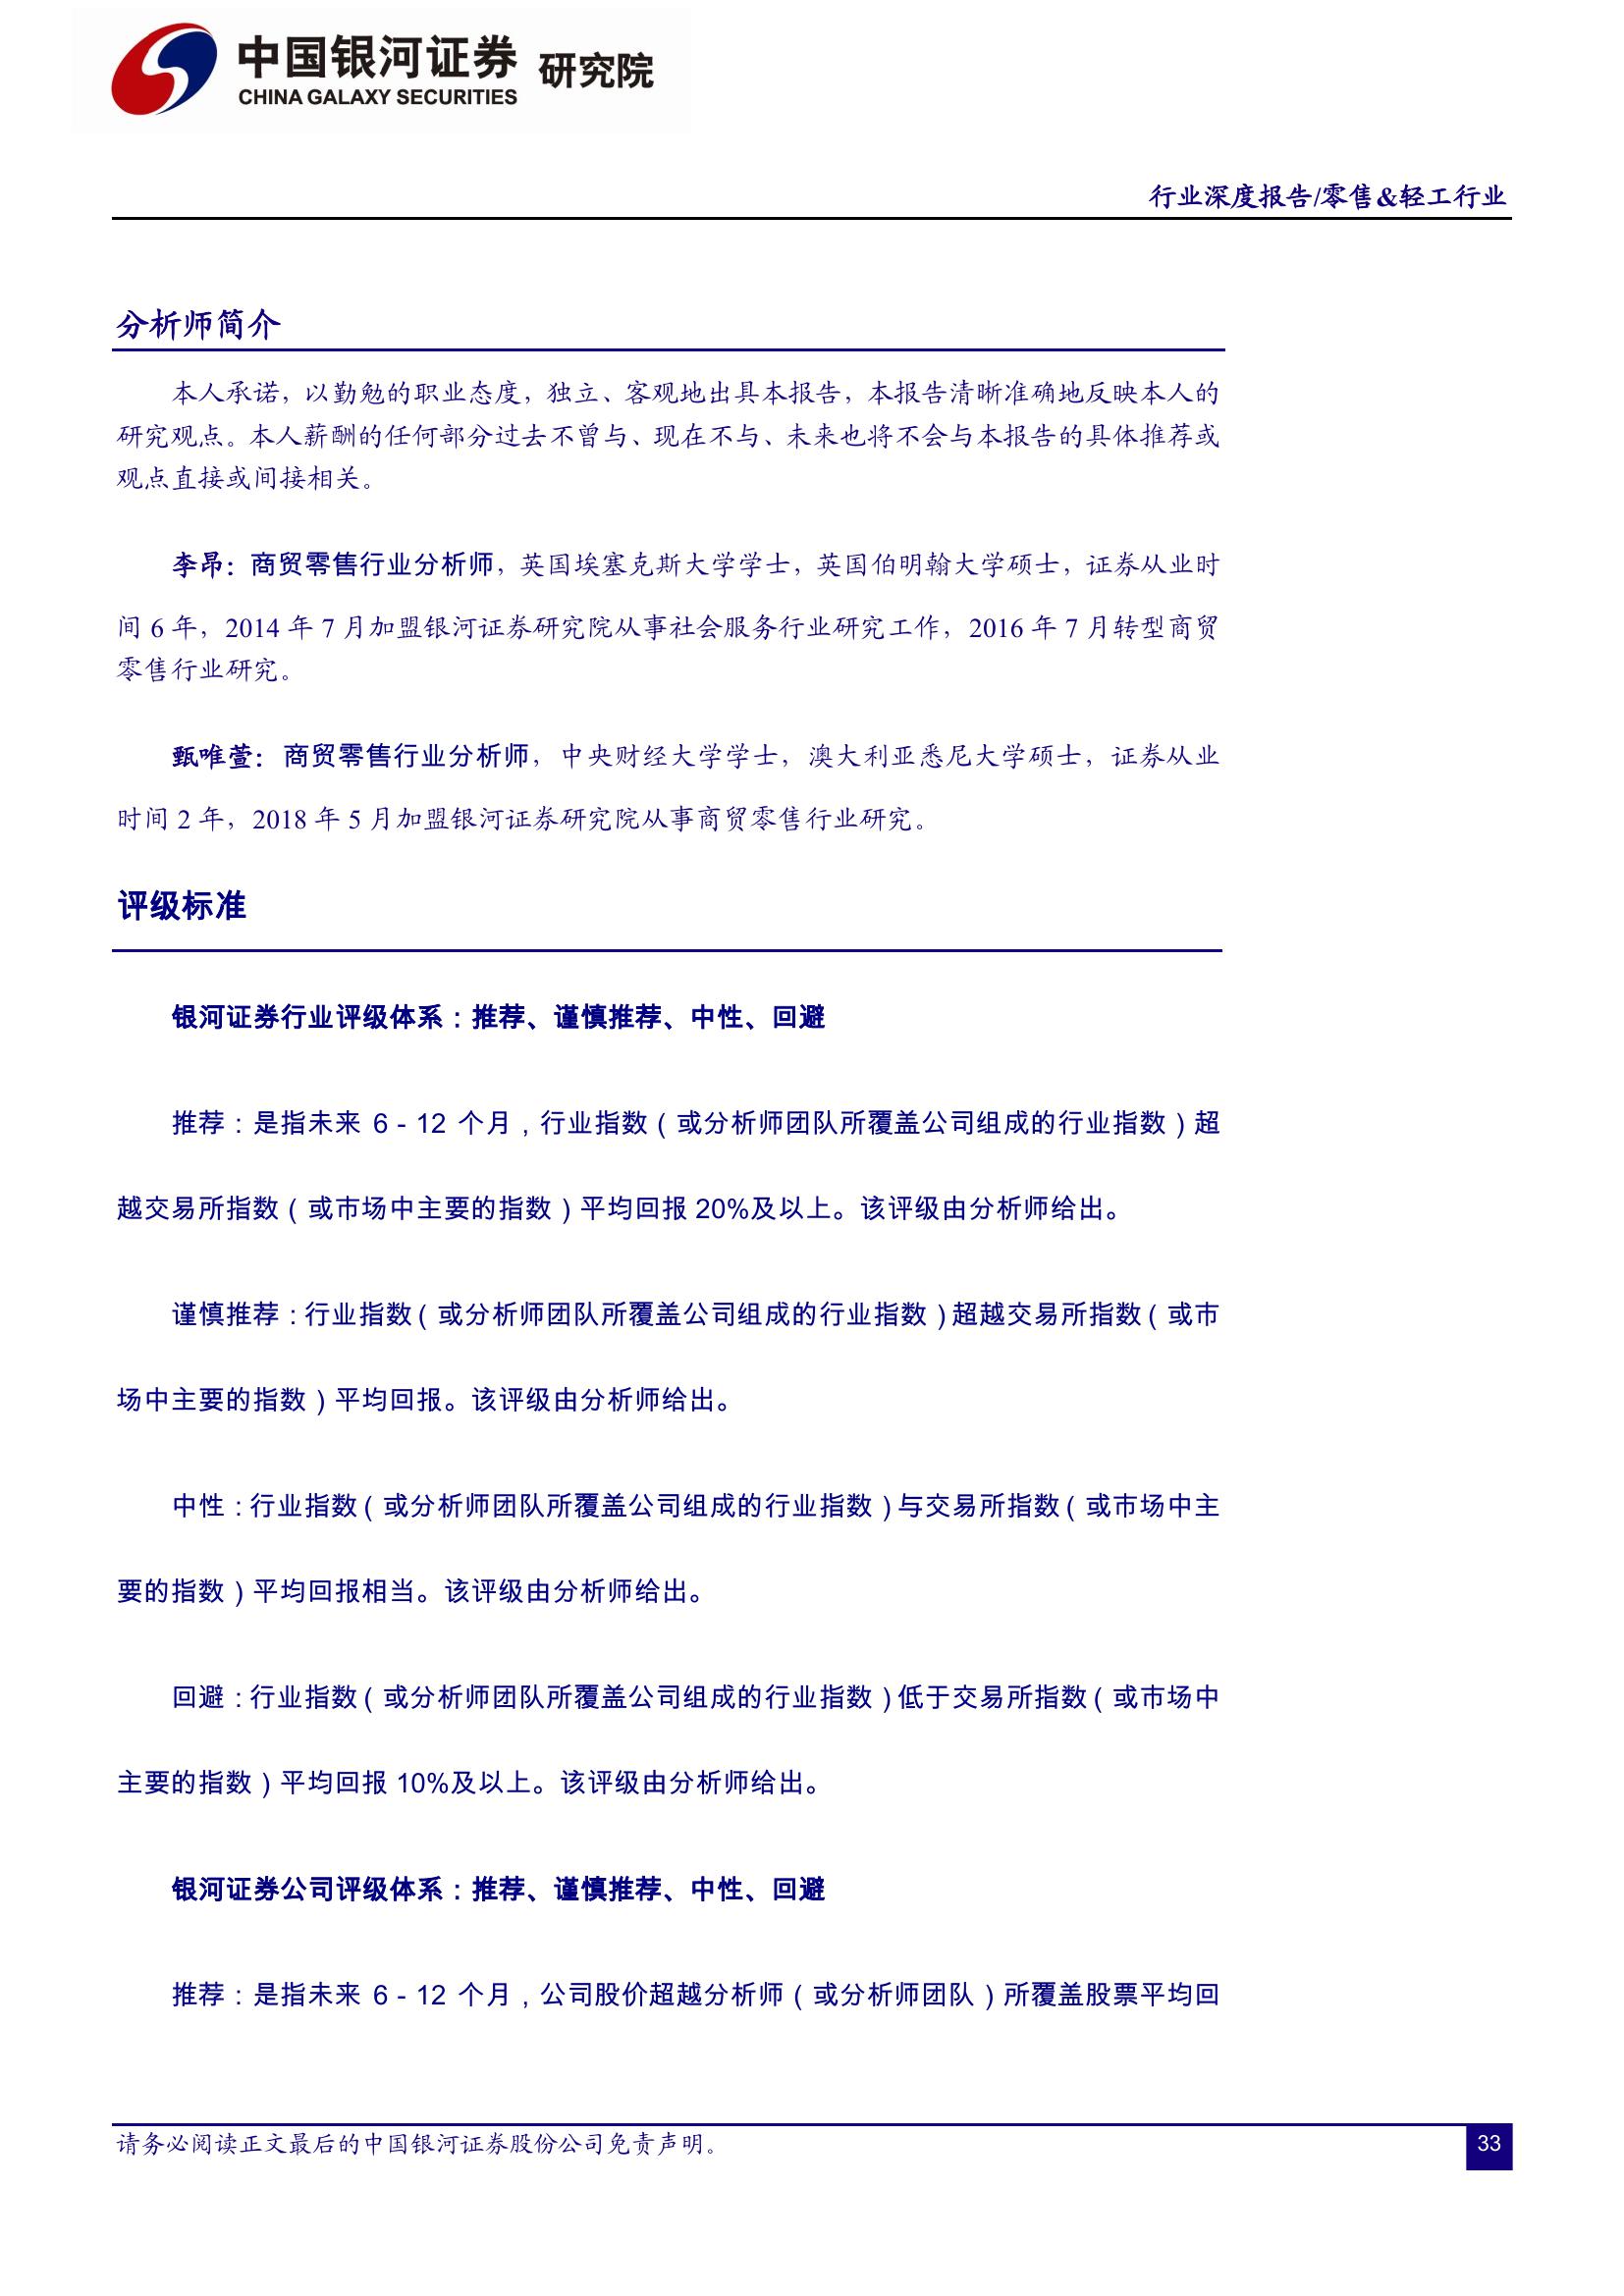 中国银河证券 研究院
CHINA GALAXY SECURITIES
行业深度报告/零售&轻工行业
分析师简介
本人承诺，以勤勉的职业态度，独立、客观地出具本报告，本报告清晰准确地反映本人的
研究观点。本人薪酬的任何部分过去不曾与、现在不与、未来也将不会与本报告的具体推荐或
观点直接或间接相关。
李昂：商贸零售行业分析师，英国埃塞克斯大学学士，英国伯明翰大学硕士，证券从业时
间 6 年，2014 年 7 月加盟银河证券研究院从事社会服务行业研究工作，2016 年 7 月转型商贸
零售行业研究。
甄唯萱：商贸零售行业分析师，中央财经大学学士，澳大利亚悉尼大学硕士，证券从业
时间 2 年，2018 年 5 月加盟银河证券研究院从事商贸零售行业研究。
评级标准
银河证券行业评级体系：推荐、谨慎推荐、中性、回避
推荐：是指未来 6－12 个月，行业指数（或分析师团队所覆盖公司组成的行业指数）超
越交易所指数（或市场中主要的指数）平均回报 20%及以上。该评级由分析师给出。
谨慎推荐：行业指数（或分析师团队所覆盖公司组成的行业指数）超越交易所指数（或市
场中主要的指数）平均回报。该评级由分析师给出。
中性：行业指数（或分析师团队所覆盖公司组成的行业指数）与交易所指数（或市场中主
要的指数）平均回报相当。该评级由分析师给出。
回避：行业指数（或分析师团队所覆盖公司组成的行业指数）低于交易所指数（或市场中
主要的指数）平均回报 10%及以上。该评级由分析师给出。
银河证券公司评级体系：推荐、谨慎推荐、中性、回避
推荐：是指未来 6－12 个月，公司股价超越分析师（或分析师团队）所覆盖股票平均回
请务必阅读正文最后的中国银河证券股份公司免责声明。
33